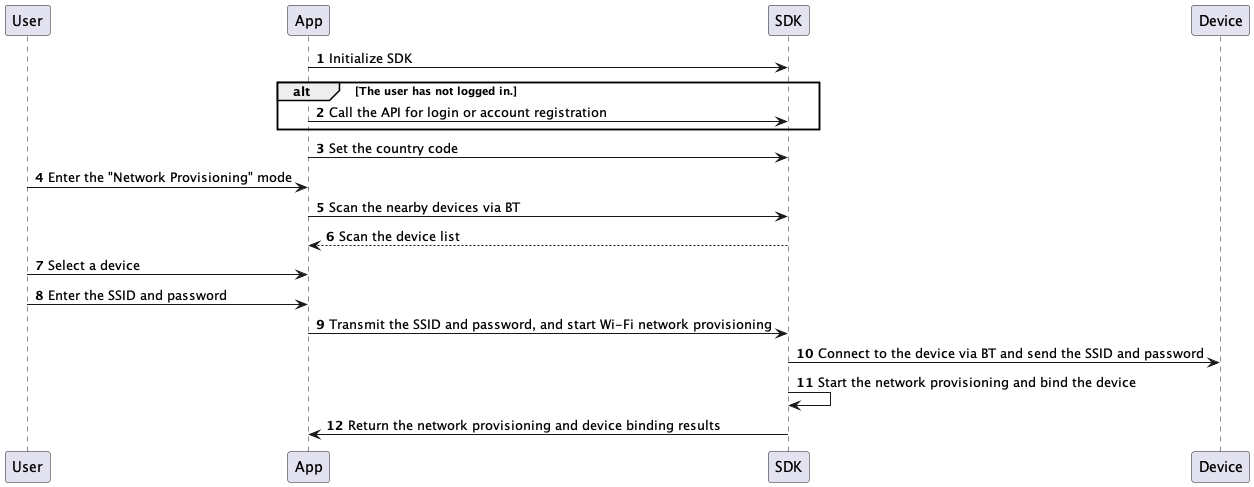 User App SDK Device
1 Initialize SDK
alt [The user has not logged in.]
2 Call the API for login or account registration
3 Set the country code
4 Enter the "Network Provisioning" mode
5 Scan the nearby devices via BT
6 Scan the device list
7 Select a device
8 Enter the SSID and password
9 Transmit the SSID and password, and start Wi-Fi network provisioning
10 Connect to the device via BT and send the SSID and password
11 Start the network provisioning and bind the device
12 Return the network provisioning and device binding results
User App SDK Device